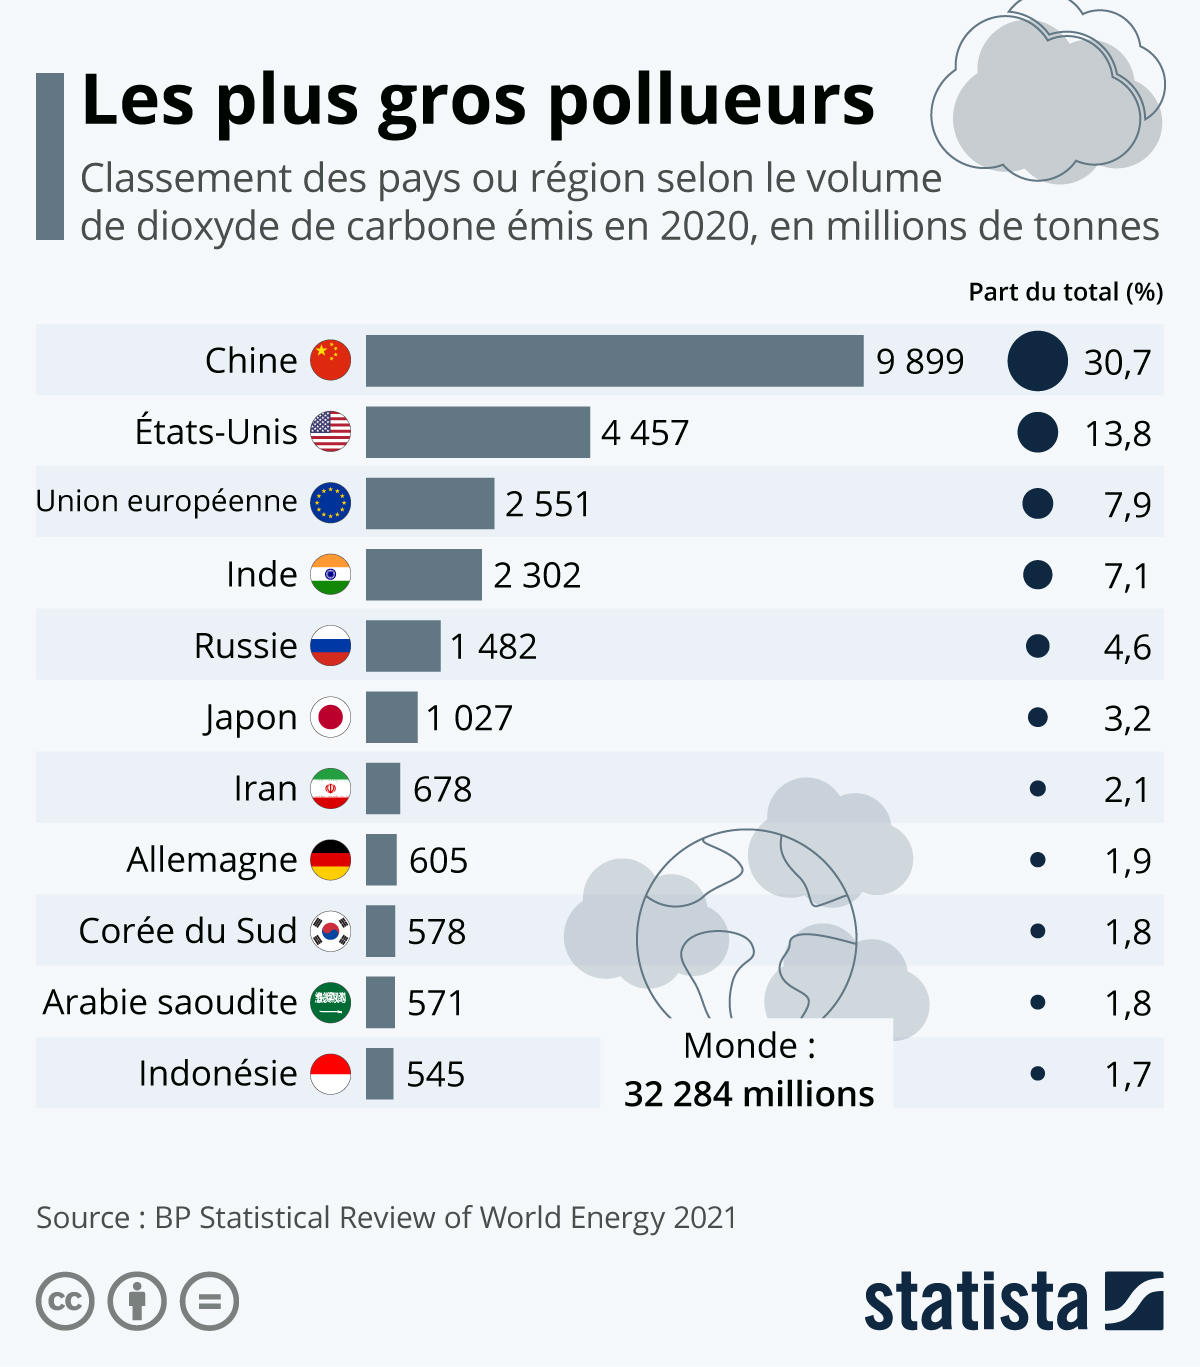 Les plus gros pollueurs
Classement des pays ou région selon le volume
de dioxyde de carbone émis en 2020, en millions de tonnes
Part du total (%)
Chine 9 899 30,7
États-Unis 4 457 13,8
Union européenne 2 551 7,9
Inde 2 302 7,1
Russie 1 482 4,6
Japon 1 027 3,2
Iran 678 2,1
Allemagne 605 1,9
Corée du Sud 578 1,8
Arabie saoudite 571 1,8
Indonésie 545 1,7
Monde :
32 284 millions
Source : BP Statistical Review of World Energy 2021
cc
statista